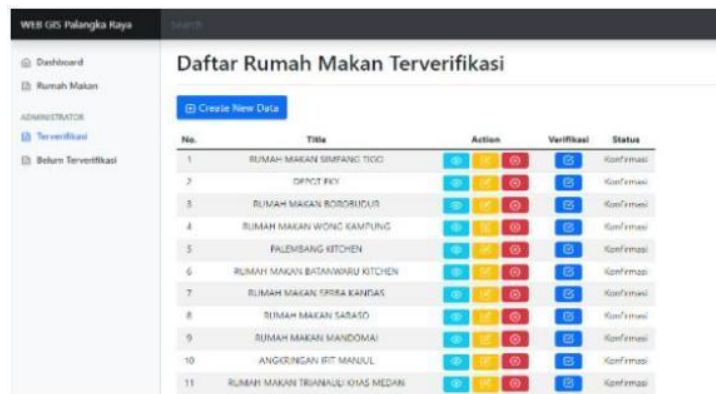 WEB GIS Palangka Raya
Search
Dashboard
Rumah Makan
ADMINISTRATOR
Terverifikasi
Belum Terverifikasi
Daftar Rumah Makan Terverifikasi
Create New Data
No. Title Action Verifikasi Status
1 RUMAH MAKAN SIMPANG TIGO Konfirmasi
2 DEPOT EKY Konfirmasi
3 RUMAH MAKAN BOROBUDUR Konfirmasi
4 RUMAH MAKAN WONG KAMPUNG Konfirmasi
5 PALEMBANG KITCHEN Konfirmasi
6 RUMAH MAKAN BATANWARU KITCHEN Konfirmasi
7 RUMAH MAKAN SERBA KANDAS Konfirmasi
8 RUMAH MAKAN SARASO Konfirmasi
9 RUMAH MAKAN MANDOMAI Konfirmasi
10 ANGKRINGAN MANJUL Konfirmasi
11 RUMAH MAKAN TRIANAULI KHAS MEDAN Konfirmasi